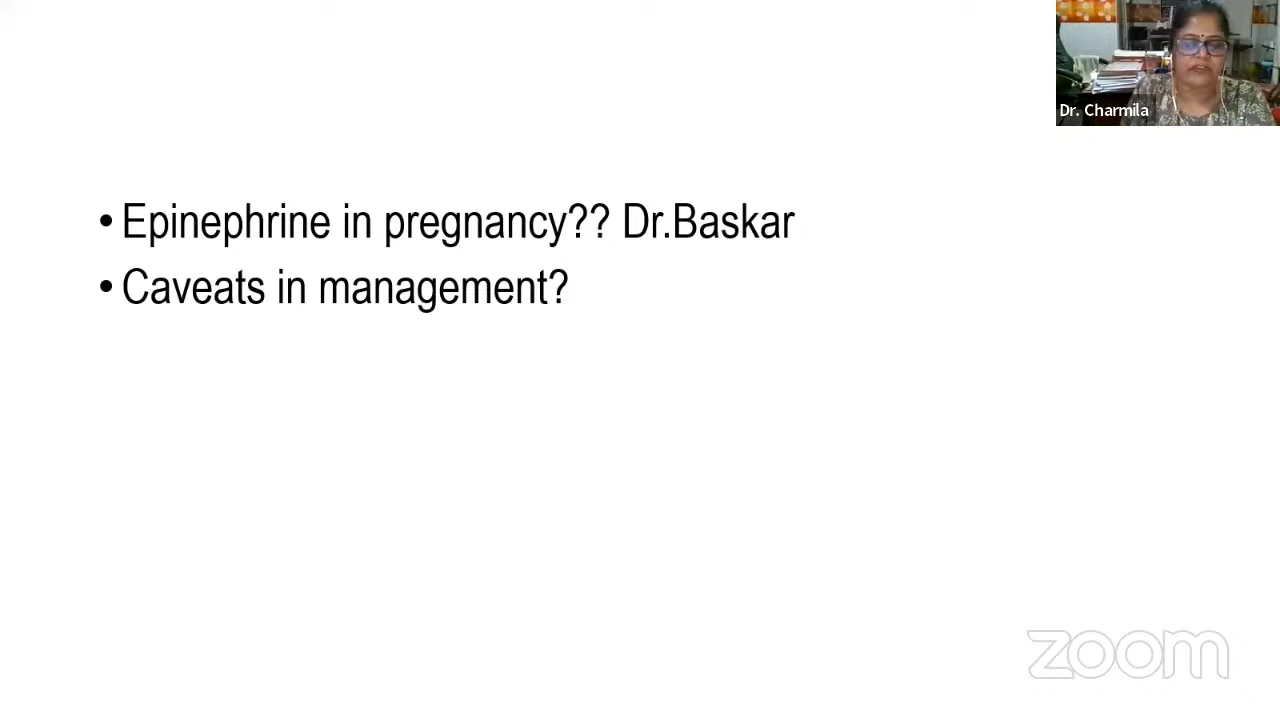 Dr. Charmila
• Epinephrine in pregnancy?? Dr.Baskar
• Caveats in management?
zoom